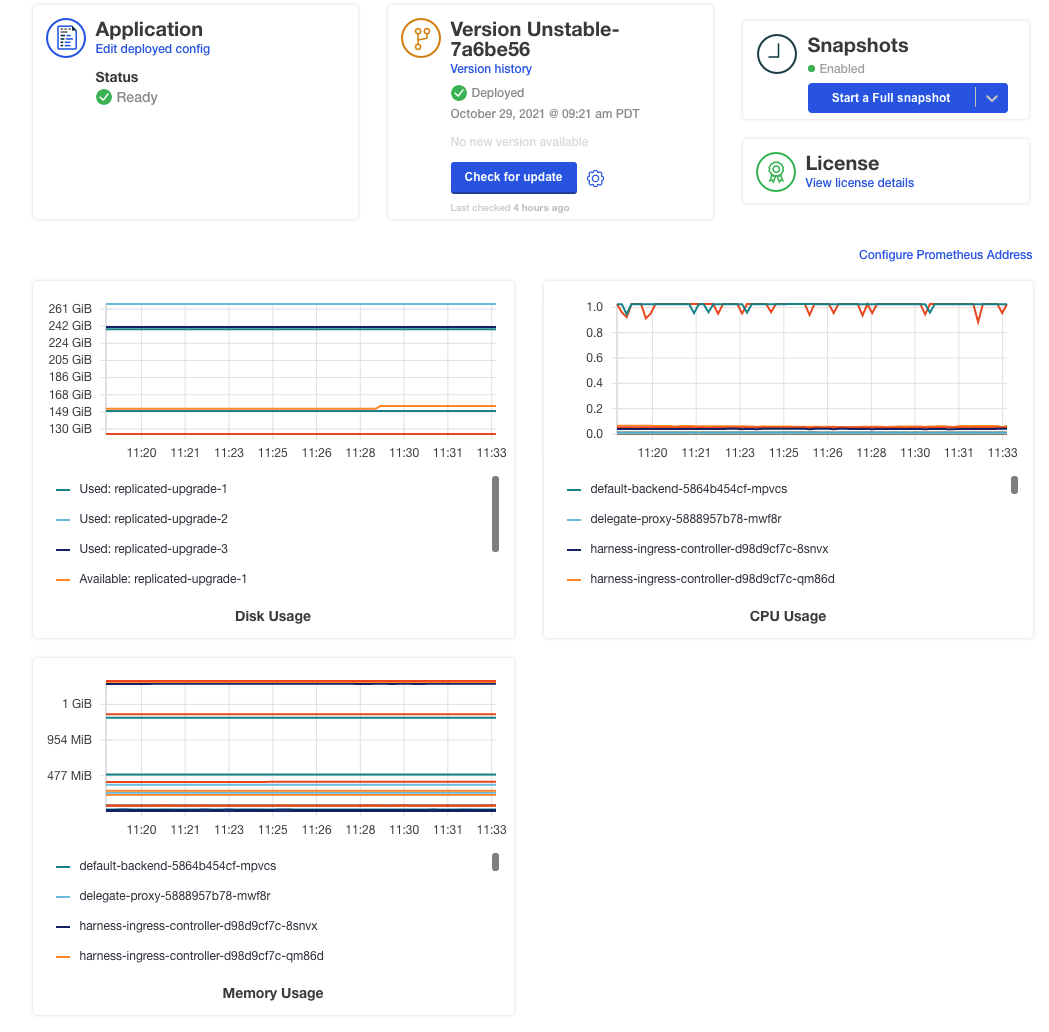 Application
Edit deployed config
Status
Ready
Version Unstable-
7a6be56
Version history
Deployed
October 29, 2021 @ 09:21 am PDT
No new version available
Check for update
Last checked 4 hours ago
Snapshots
Enabled
Start a Full snapshot
License
View license details
Configure Prometheus Address
261 GiB
242 GiB
224 GiB
205 GiB
186 GiB
168 GiB
149 GiB
130 GiB
11:20 11:21 11:23 11:25 11:26 11:28 11:30 11:31 11:33
Used: replicated-upgrade-1
Used: replicated-upgrade-2
Used: replicated-upgrade-3
Available: replicated-upgrade-1
Disk Usage
1.0
0.8
0.6
0.4
0.2
0.0
11:20 11:21 11:23 11:25 11:26 11:28 11:30 11:31 11:33
default-backend-5864b454cf-mpvcs
delegate-proxy-5888957b78-mwf8r
harness-ingress-controller-d98d9cf7c-8snvx
harness-ingress-controller-d98d9cf7c-qm86d
CPU Usage
1 GiB
954 MiB
477 MiB
11:20 11:21 11:23 11:25 11:26 11:28 11:30 11:31 11:33
default-backend-5864b454cf-mpvcs
delegate-proxy-5888957b78-mwf8r
harness-ingress-controller-d98d9cf7c-8snvx
harness-ingress-controller-d98d9cf7c-qm86d
Memory Usage